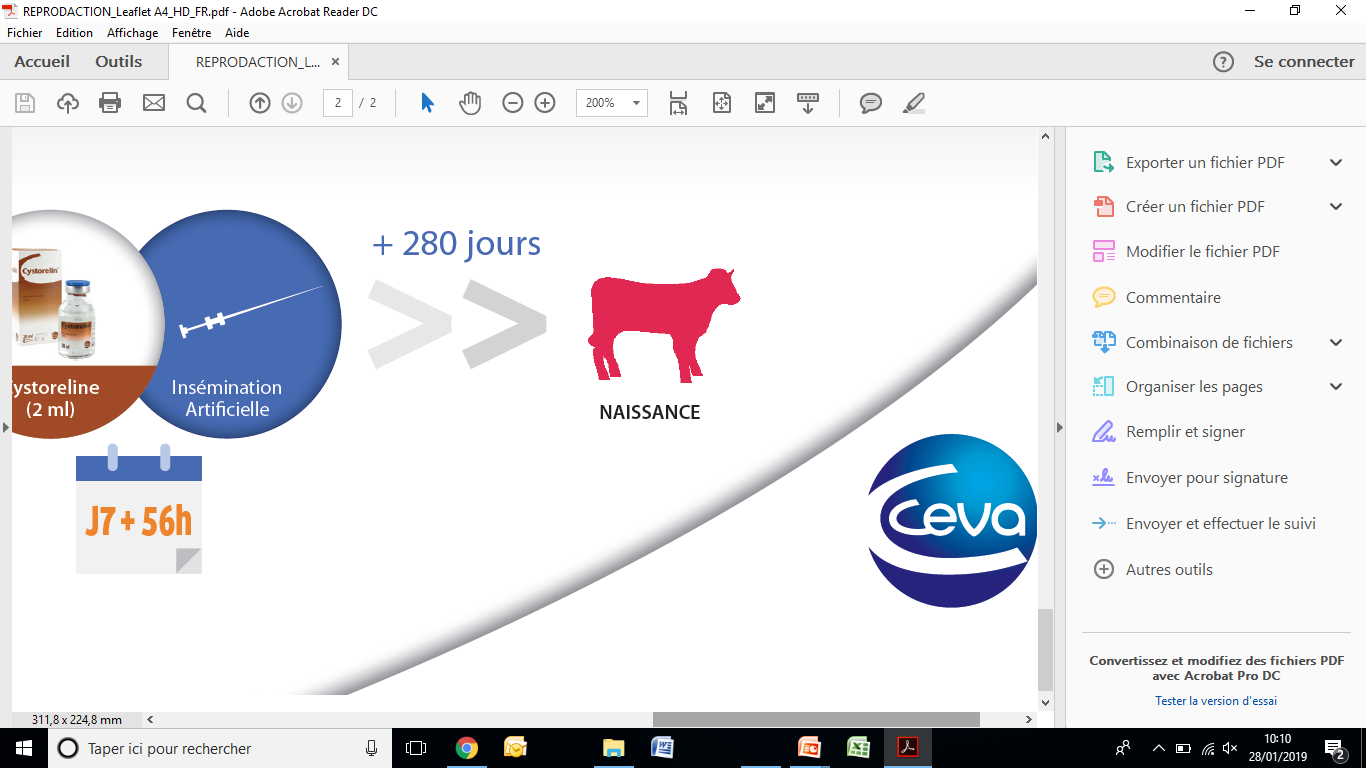 REPRODACTION_Leaflet A4_HD_FR.pdf - Adobe Acrobat Reader DC
Fichier Edition Affichage Fenêtre Aide
Accueil Outils REPRODACTION_L... × ? Se connecter
2 / 2 200%
+ 280 jours
Cystorelin
Cystorelin
ystoreline
(2 ml)
Insémination
Artificielle
NAISSANCE
J7 + 56h
ceva
Exporter un fichier PDF
Créer un fichier PDF
Modifier le fichier PDF
Commentaire
Combinaison de fichiers
Organiser les pages
Remplir et signer
Envoyer pour signature
Envoyer et effectuer le suivi
Autres outils
Convertissez et modifiez des fichiers PDF
avec Acrobat Pro DC
Tester la version d'essai
311,8 x 224,8 mm
Taper ici pour rechercher
10:10
28/01/2019
2